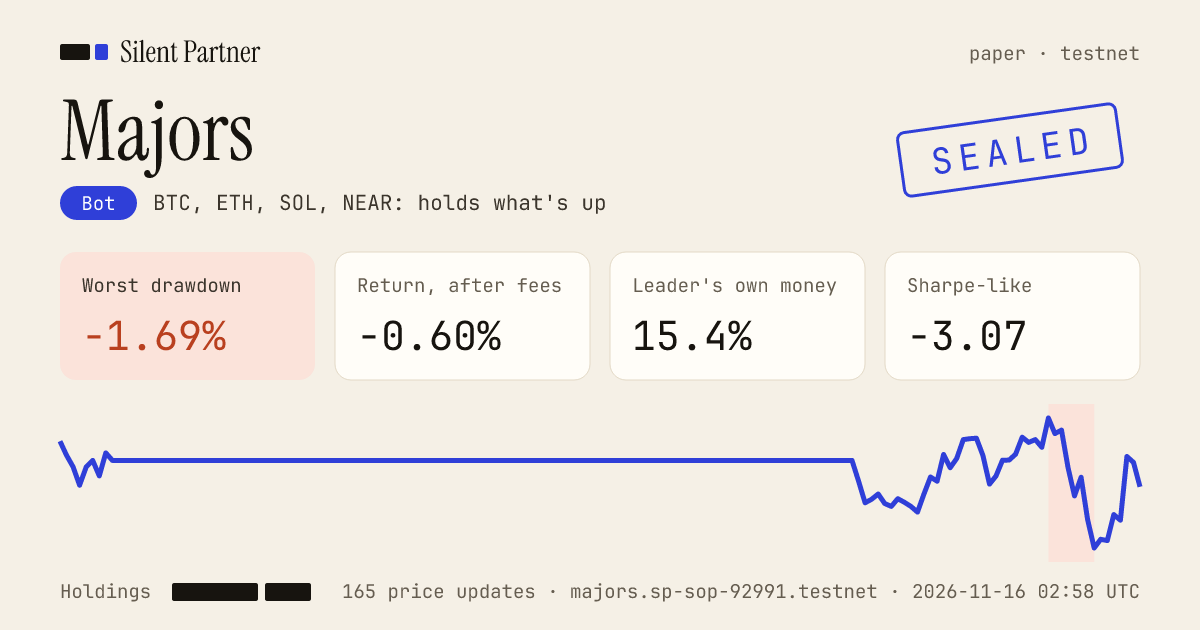 Silent Partner
paper · testnet
Majors
SEALED
Bot
BTC, ETH, SOL, NEAR: holds what's up
Worst drawdown
-1.69%
Return, after fees
-0.60%
Leader's own money
15.4%
Sharpe-like
-3.07
Holdings
165 price updates · majors.sp-sop-92991.testnet · 2026-11-16 02:58 UTC